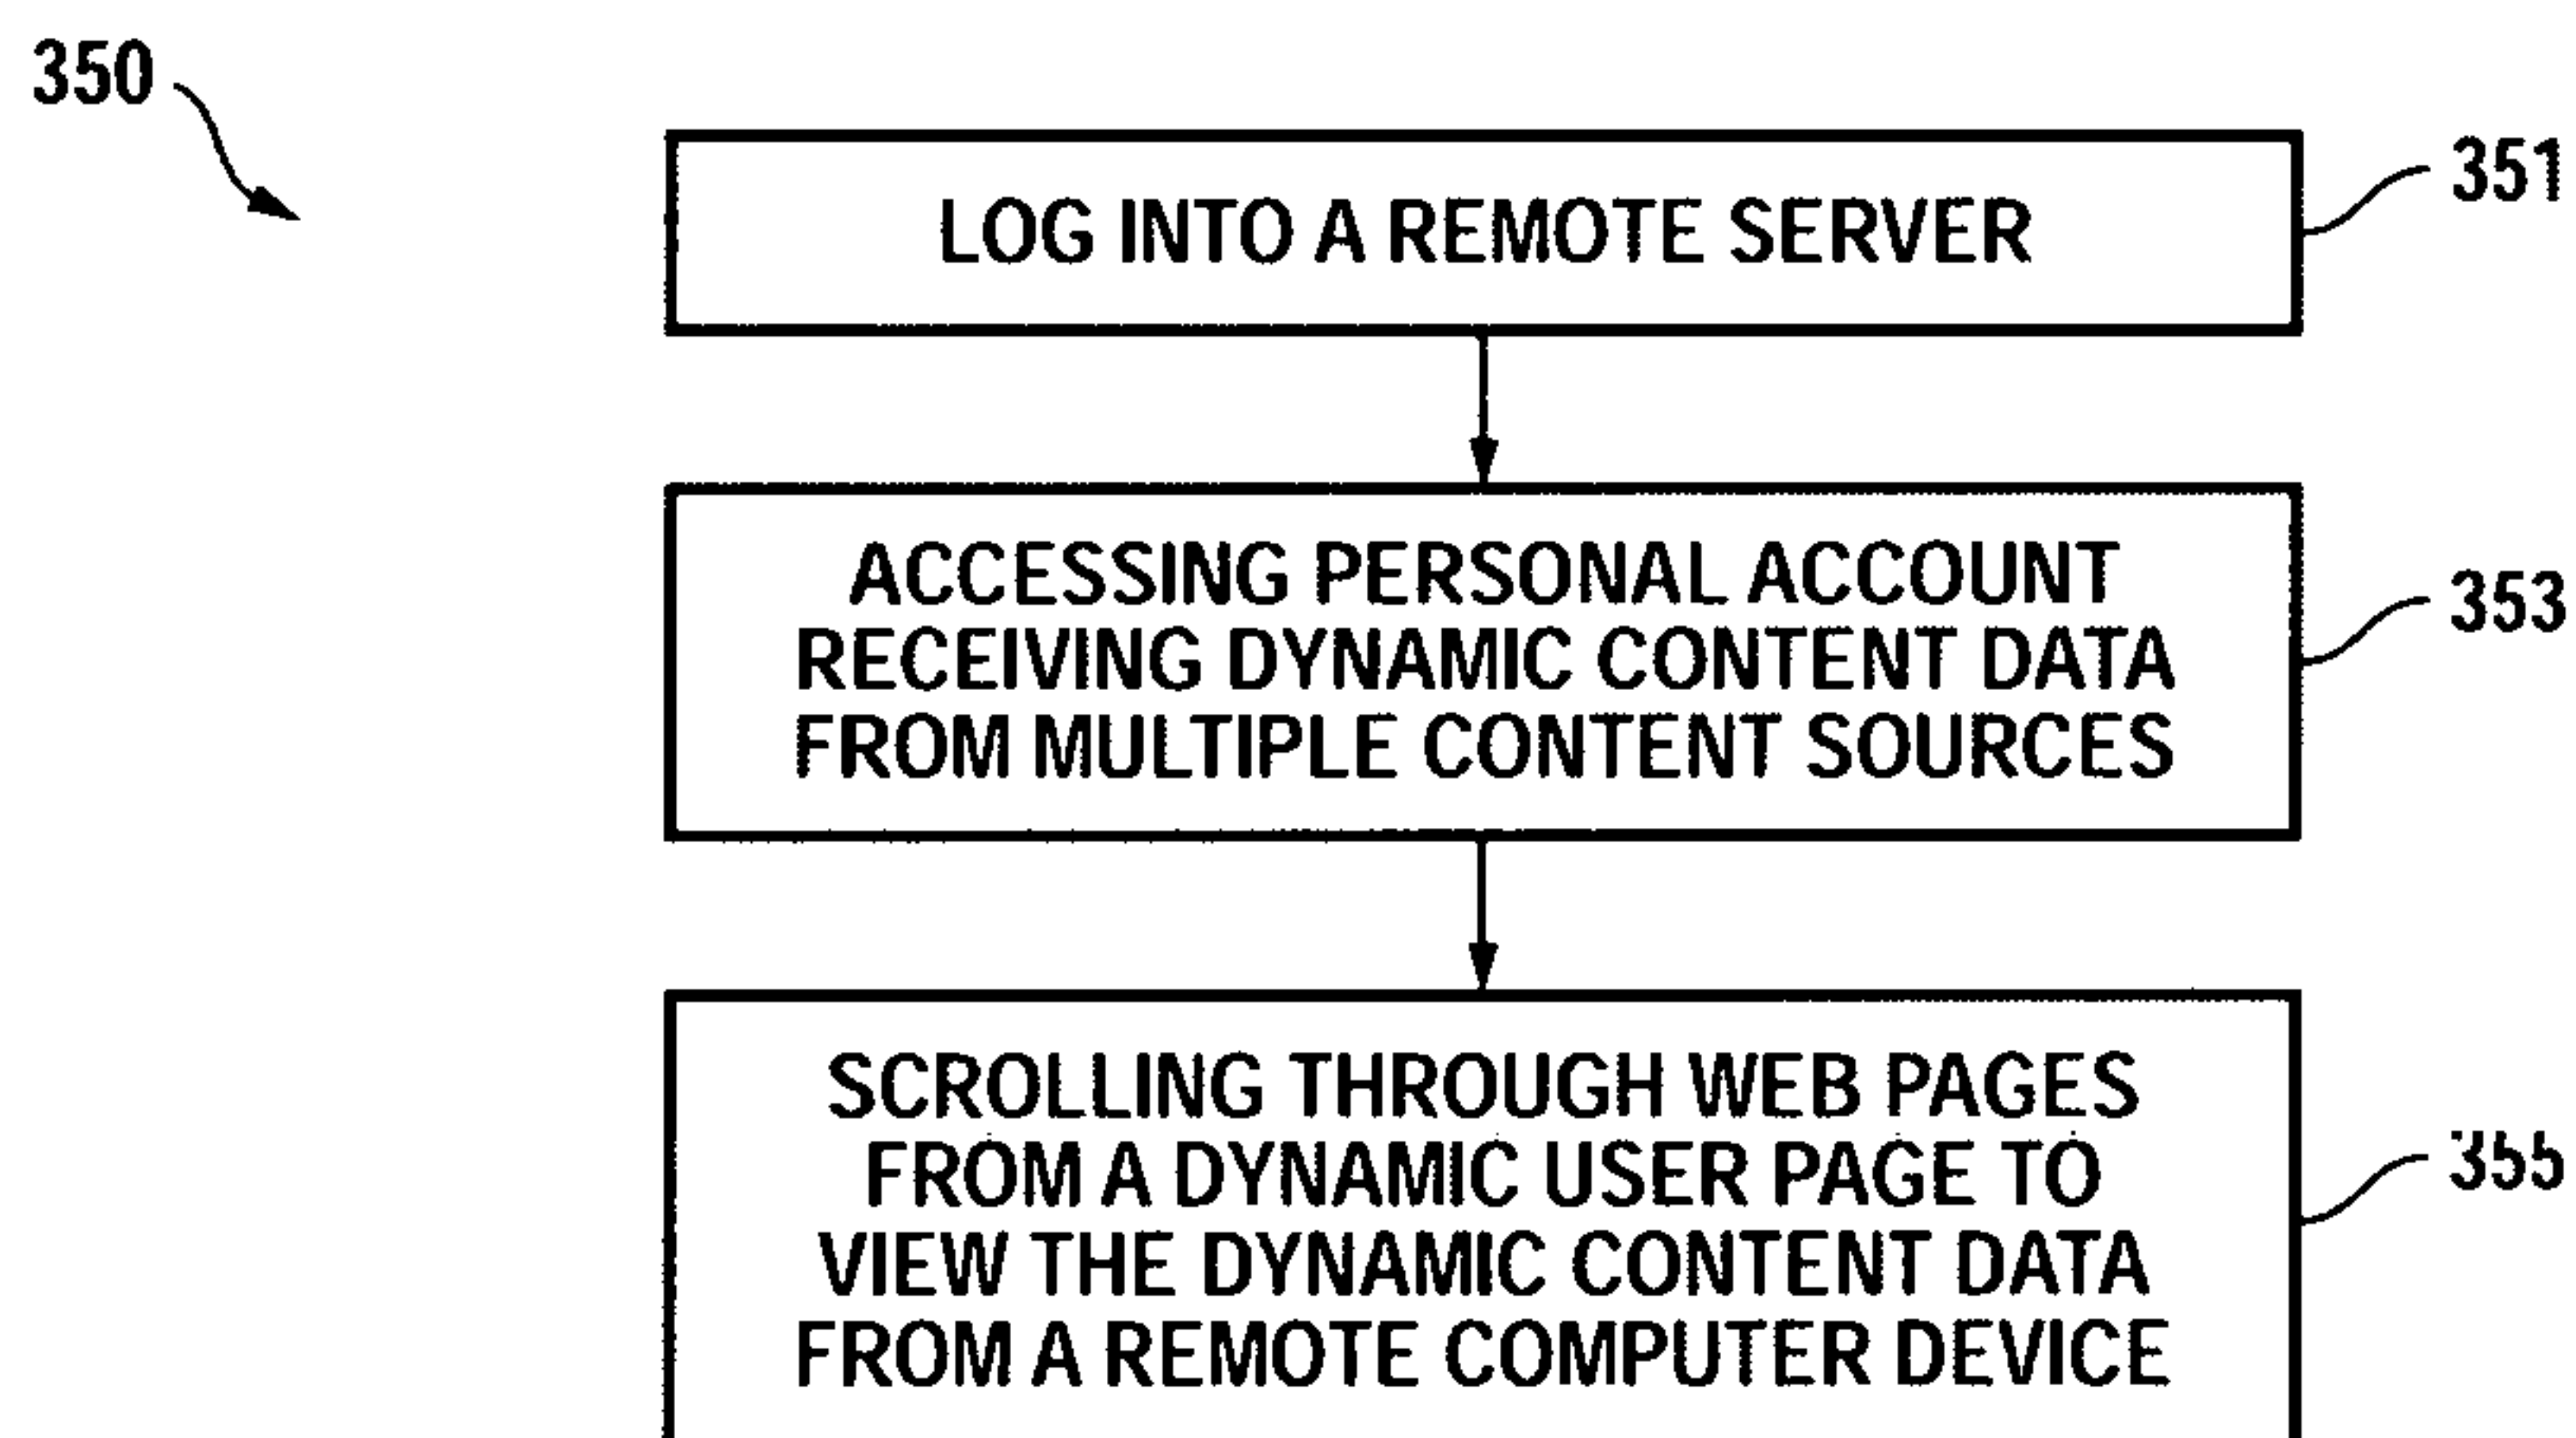 350
LOG INTO A REMOTE SERVER
351
ACCESSING PERSONAL ACCOUNT
RECEIVING DYNAMIC CONTENT DATA
FROM MULTIPLE CONTENT SOURCES
353
SCROLLING THROUGH WEB PAGES
FROM A DYNAMIC USER PAGE TO
VIEW THE DYNAMIC CONTENT DATA
FROM A REMOTE COMPUTER DEVICE
355